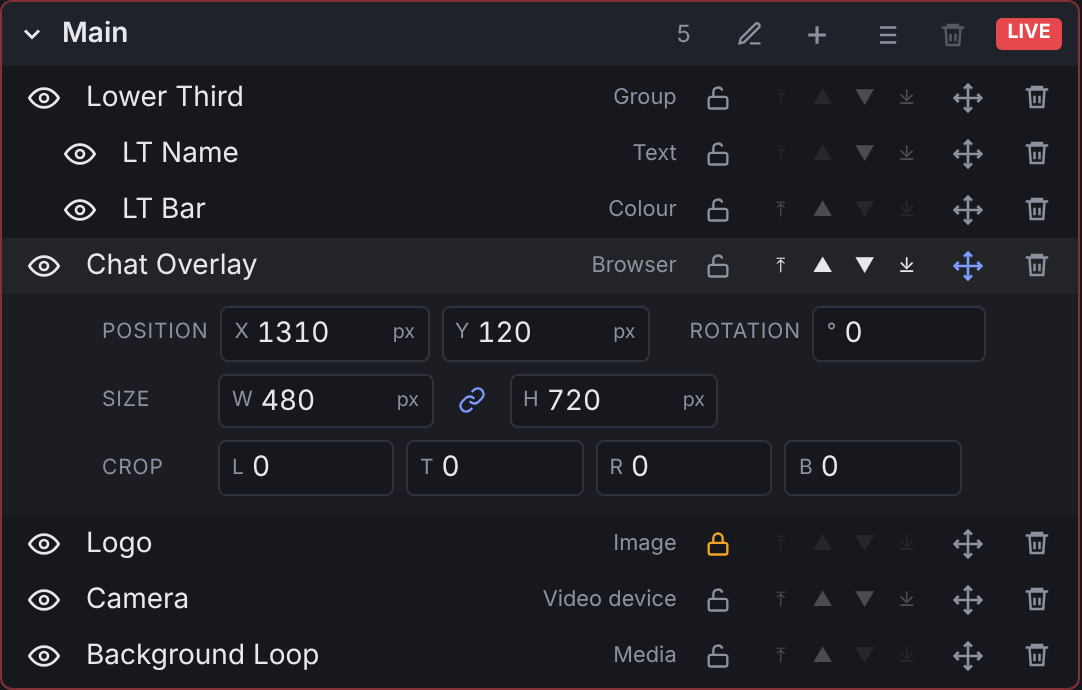 Main 5 LIVE
Lower Third Group
LT Name Text
LT Bar Colour
Chat Overlay Browser
POSITION X 1310 px Y 120 px ROTATION ° 0
SIZE W 480 px H 720 px
CROP L 0 T 0 R 0 B 0
Logo Image
Camera Video device
Background Loop Media